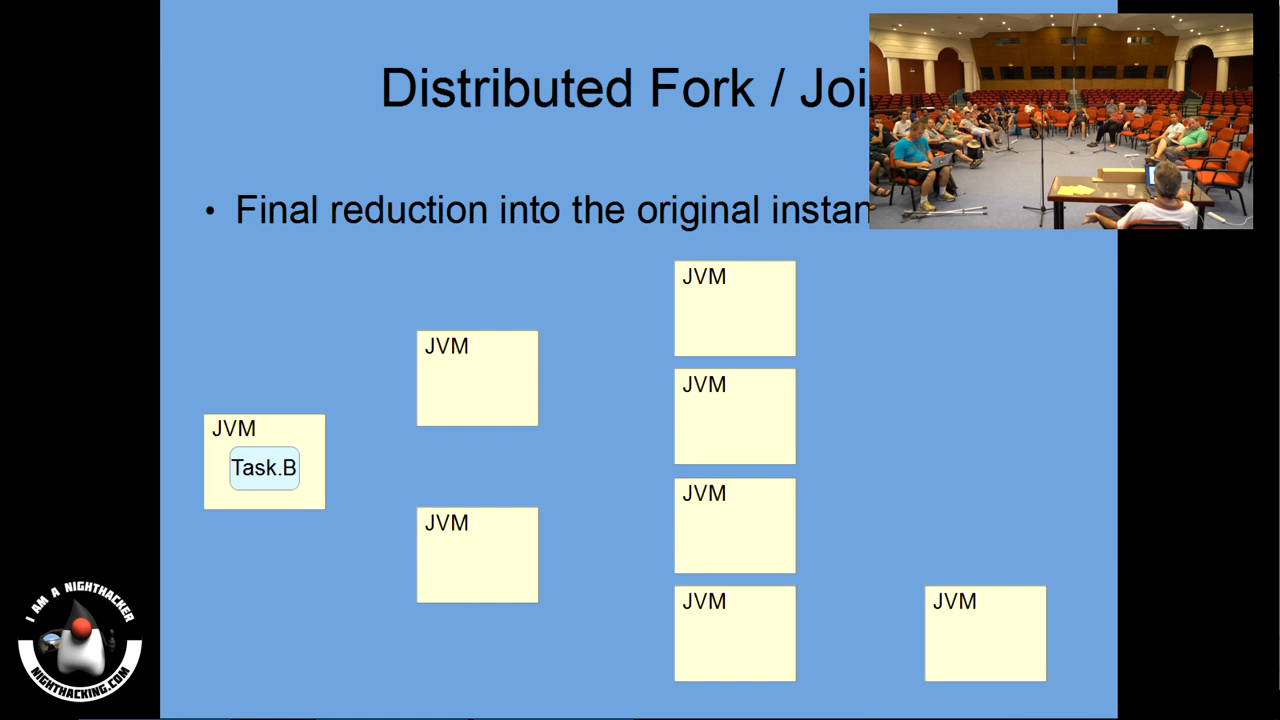 Distributed Fork / Joi
• Final reduction into the original instan
JVM
JVM
JVM
JVM
JVM
Task.B
JVM
JVM
JVM
I AM A NIGHTHACKER
NIGHTHACKING.COM